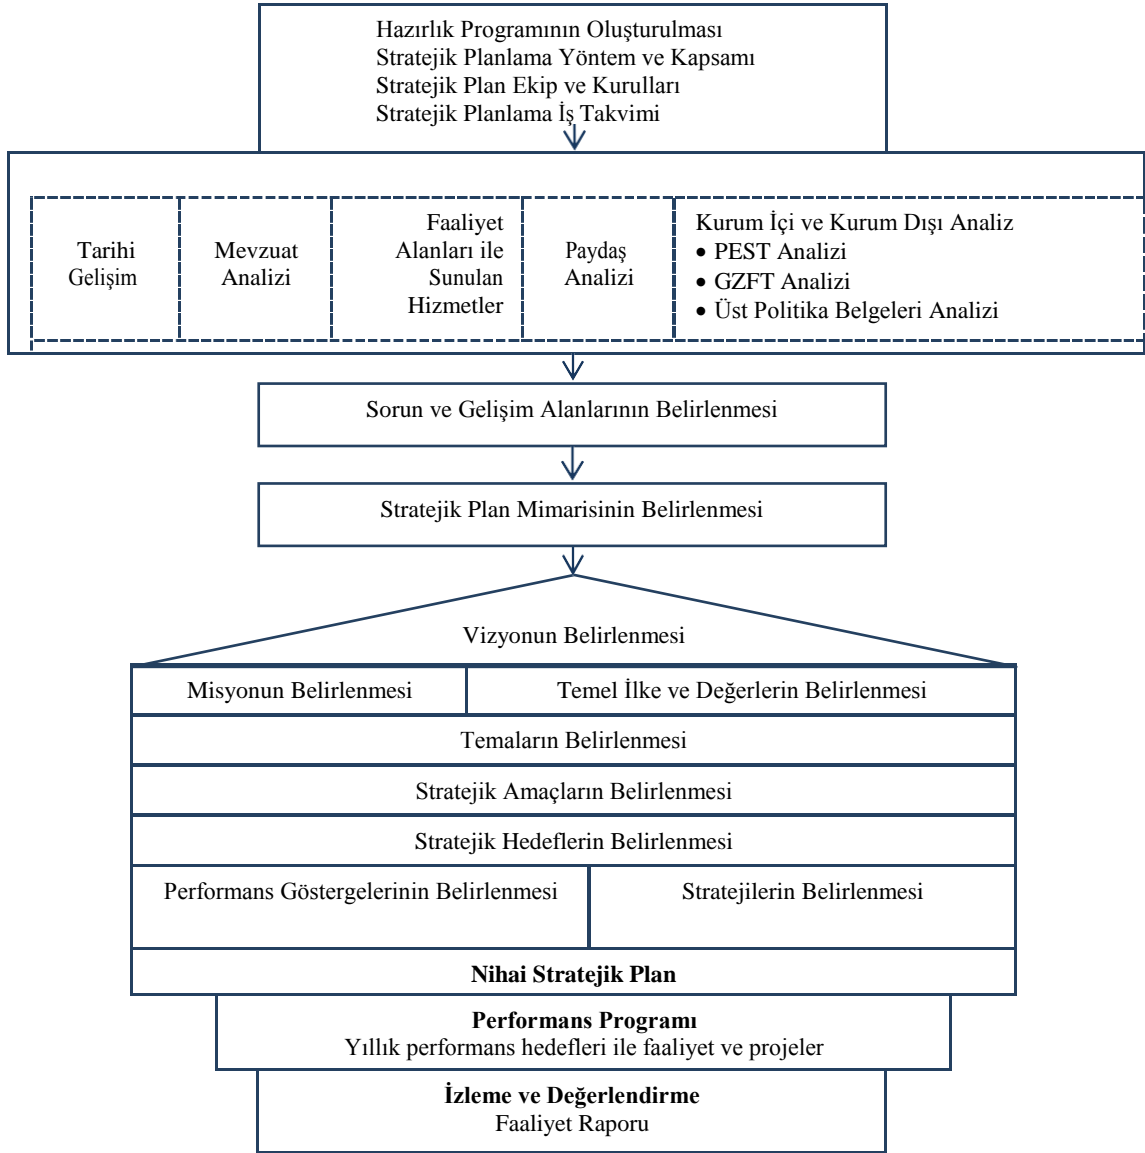 Hazırlık Programının Oluşturulması
Stratejik Planlama Yöntem ve Kapsamı
Stratejik Plan Ekip ve Kurulları
Stratejik Planlama İş Takvimi
Tarihi
Gelişim
Mevzuat
Analizi
Faaliyet
Alanları ile
Sunulan
Hizmetler
Paydaş
Analizi
Kurum İçi ve Kurum Dışı Analiz
• PEST Analizi
• GZFT Analizi
• Üst Politika Belgeleri Analizi
Sorun ve Gelişim Alanlarının Belirlenmesi
Stratejik Plan Mimarisinin Belirlenmesi
Vizyonun Belirlenmesi
Misyonun Belirlenmesi
Temel İlke ve Değerlerin Belirlenmesi
Temaların Belirlenmesi
Stratejik Amaçların Belirlenmesi
Stratejik Hedeflerin Belirlenmesi
Performans Göstergelerinin Belirlenmesi
Stratejilerin Belirlenmesi
Nihai Stratejik Plan
Performans Programı
Yıllık performans hedefleri ile faaliyet ve projeler
İzleme ve Değerlendirme
Faaliyet Raporu